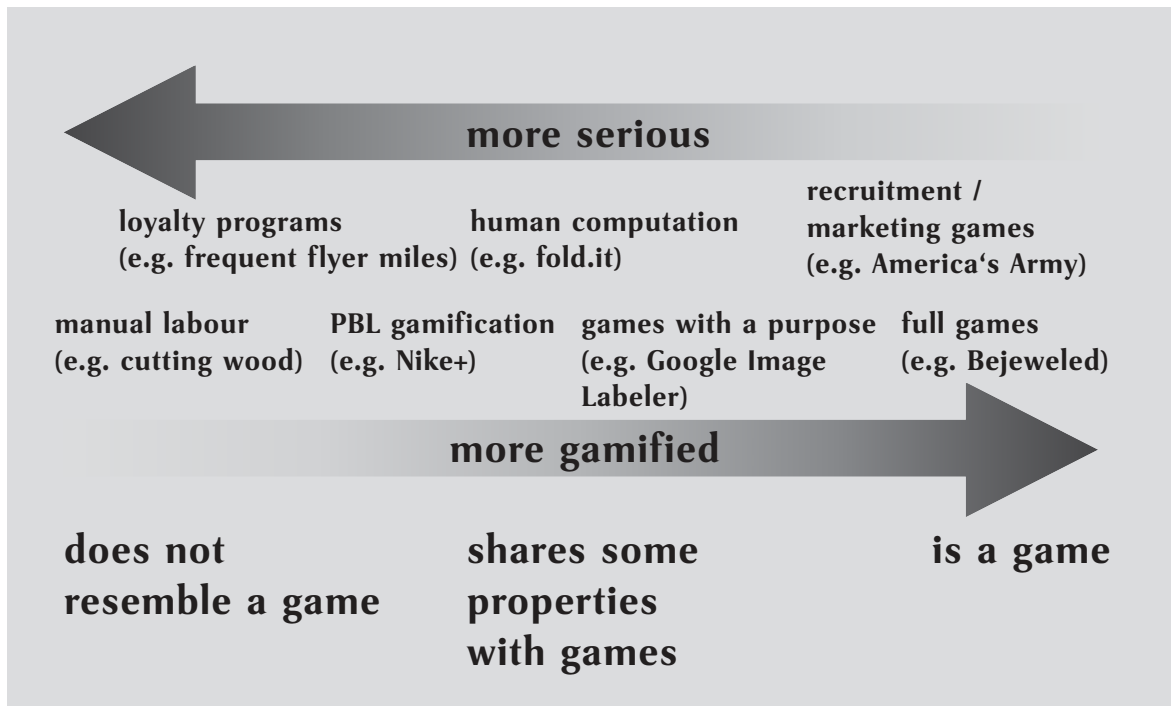 more serious
loyalty programs
(e.g. frequent flyer miles)
human computation
(e.g. fold.it)
recruitment /
marketing games
(e.g. America‘s Army)
manual labour
(e.g. cutting wood)
PBL gamification
(e.g. Nike+)
games with a purpose
(e.g. Google Image
Labeler)
full games
(e.g. Bejeweled)
more gamified
does not
resemble a game
shares some
properties
with games
is a game